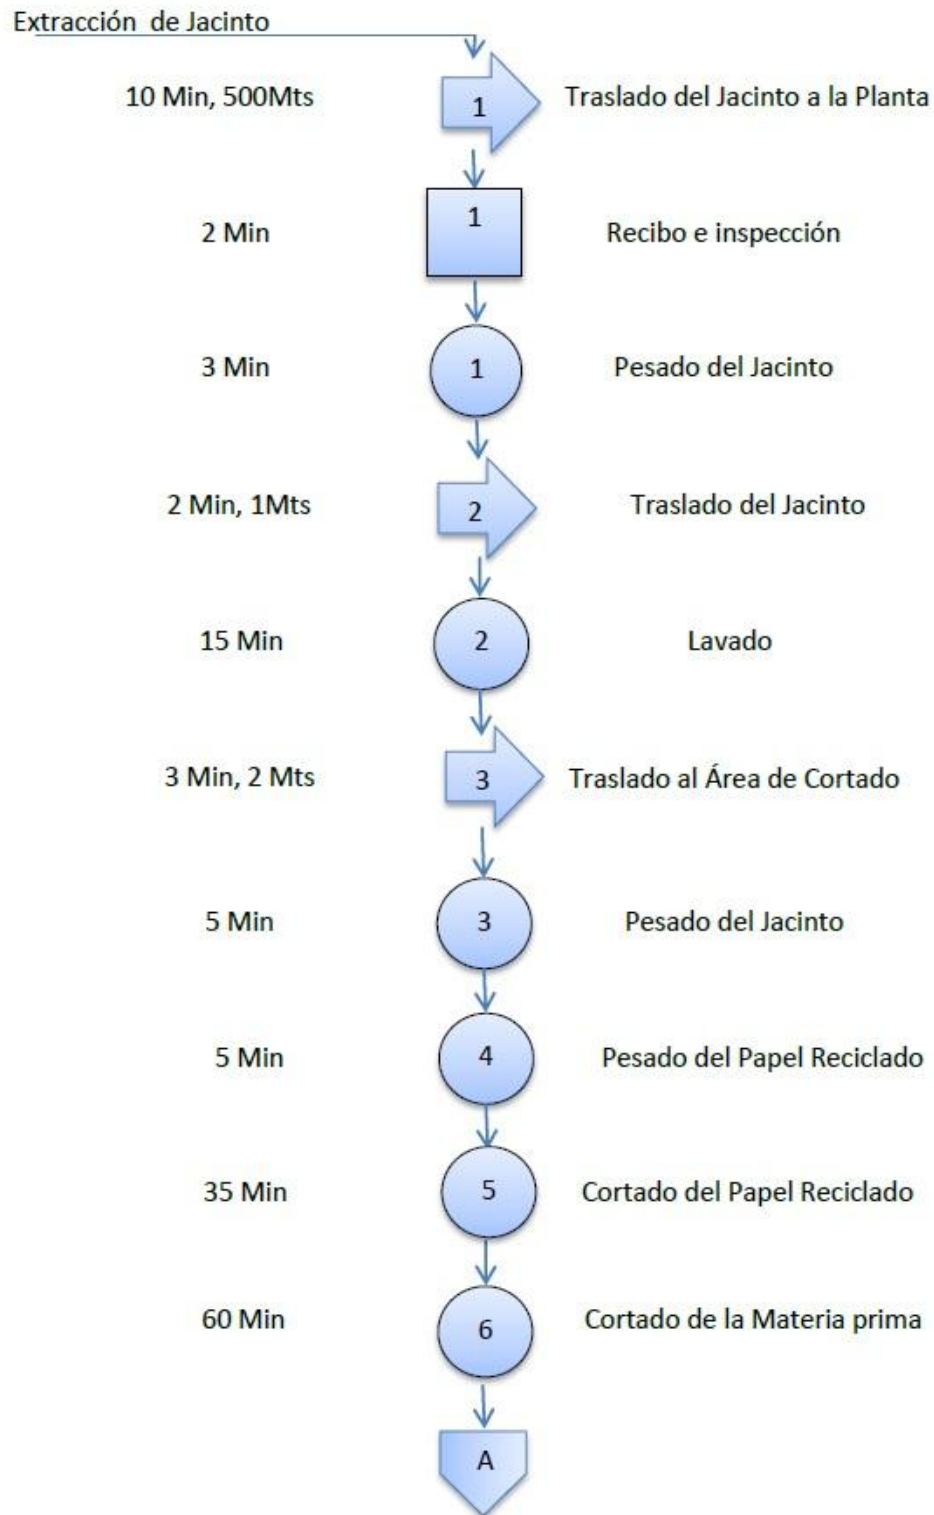 Extracción de Jacinto
10 Min, 500Mts
1
Traslado del Jacinto a la Planta
2 Min
1
Recibo e inspección
3 Min
1
Pesado del Jacinto
2 Min, 1Mts
2
Traslado del Jacinto
15 Min
2
Lavado
3 Min, 2 Mts
3
Traslado al Área de Cortado
5 Min
3
Pesado del Jacinto
5 Min
4
Pesado del Papel Reciclado
35 Min
5
Cortado del Papel Reciclado
60 Min
6
Cortado de la Materia prima
A